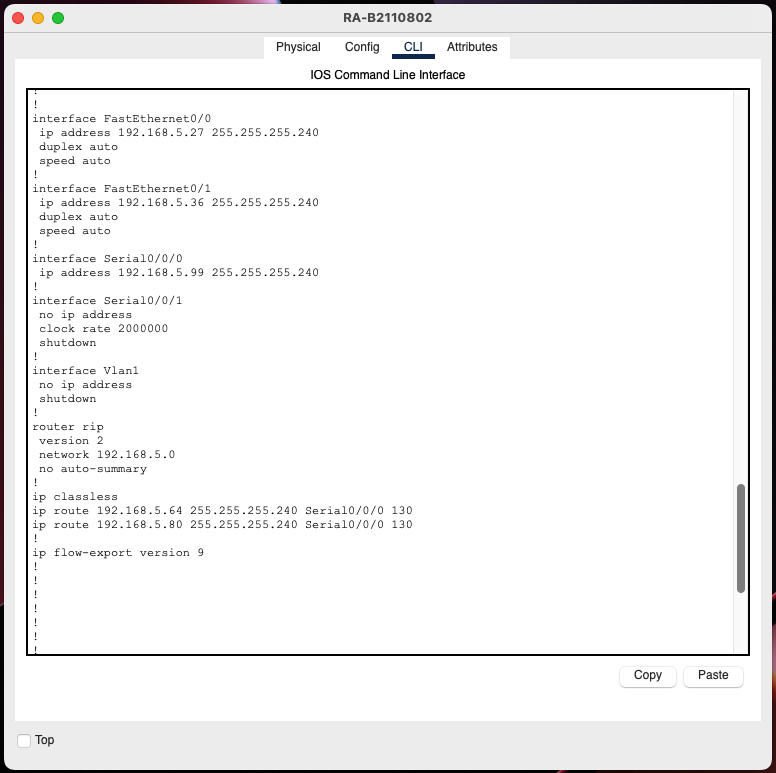 RA-B2110802
Physical Config CLI Attributes
IOS Command Line Interface
!
!
interface FastEthernet0/0
 ip address 192.168.5.27 255.255.255.240
 duplex auto
 speed auto
!
interface FastEthernet0/1
 ip address 192.168.5.36 255.255.255.240
 duplex auto
 speed auto
!
interface Serial0/0/0
 ip address 192.168.5.99 255.255.255.240
!
interface Serial0/0/1
 no ip address
 clock rate 2000000
 shutdown
!
interface Vlan1
 no ip address
 shutdown
!
router rip
 version 2
 network 192.168.5.0
 no auto-summary
!
ip classless
ip route 192.168.5.64 255.255.255.240 Serial0/0/0 130
ip route 192.168.5.80 255.255.255.240 Serial0/0/0 130
!
ip flow-export version 9
!
!
!
!
!
!
!
Copy Paste
Top